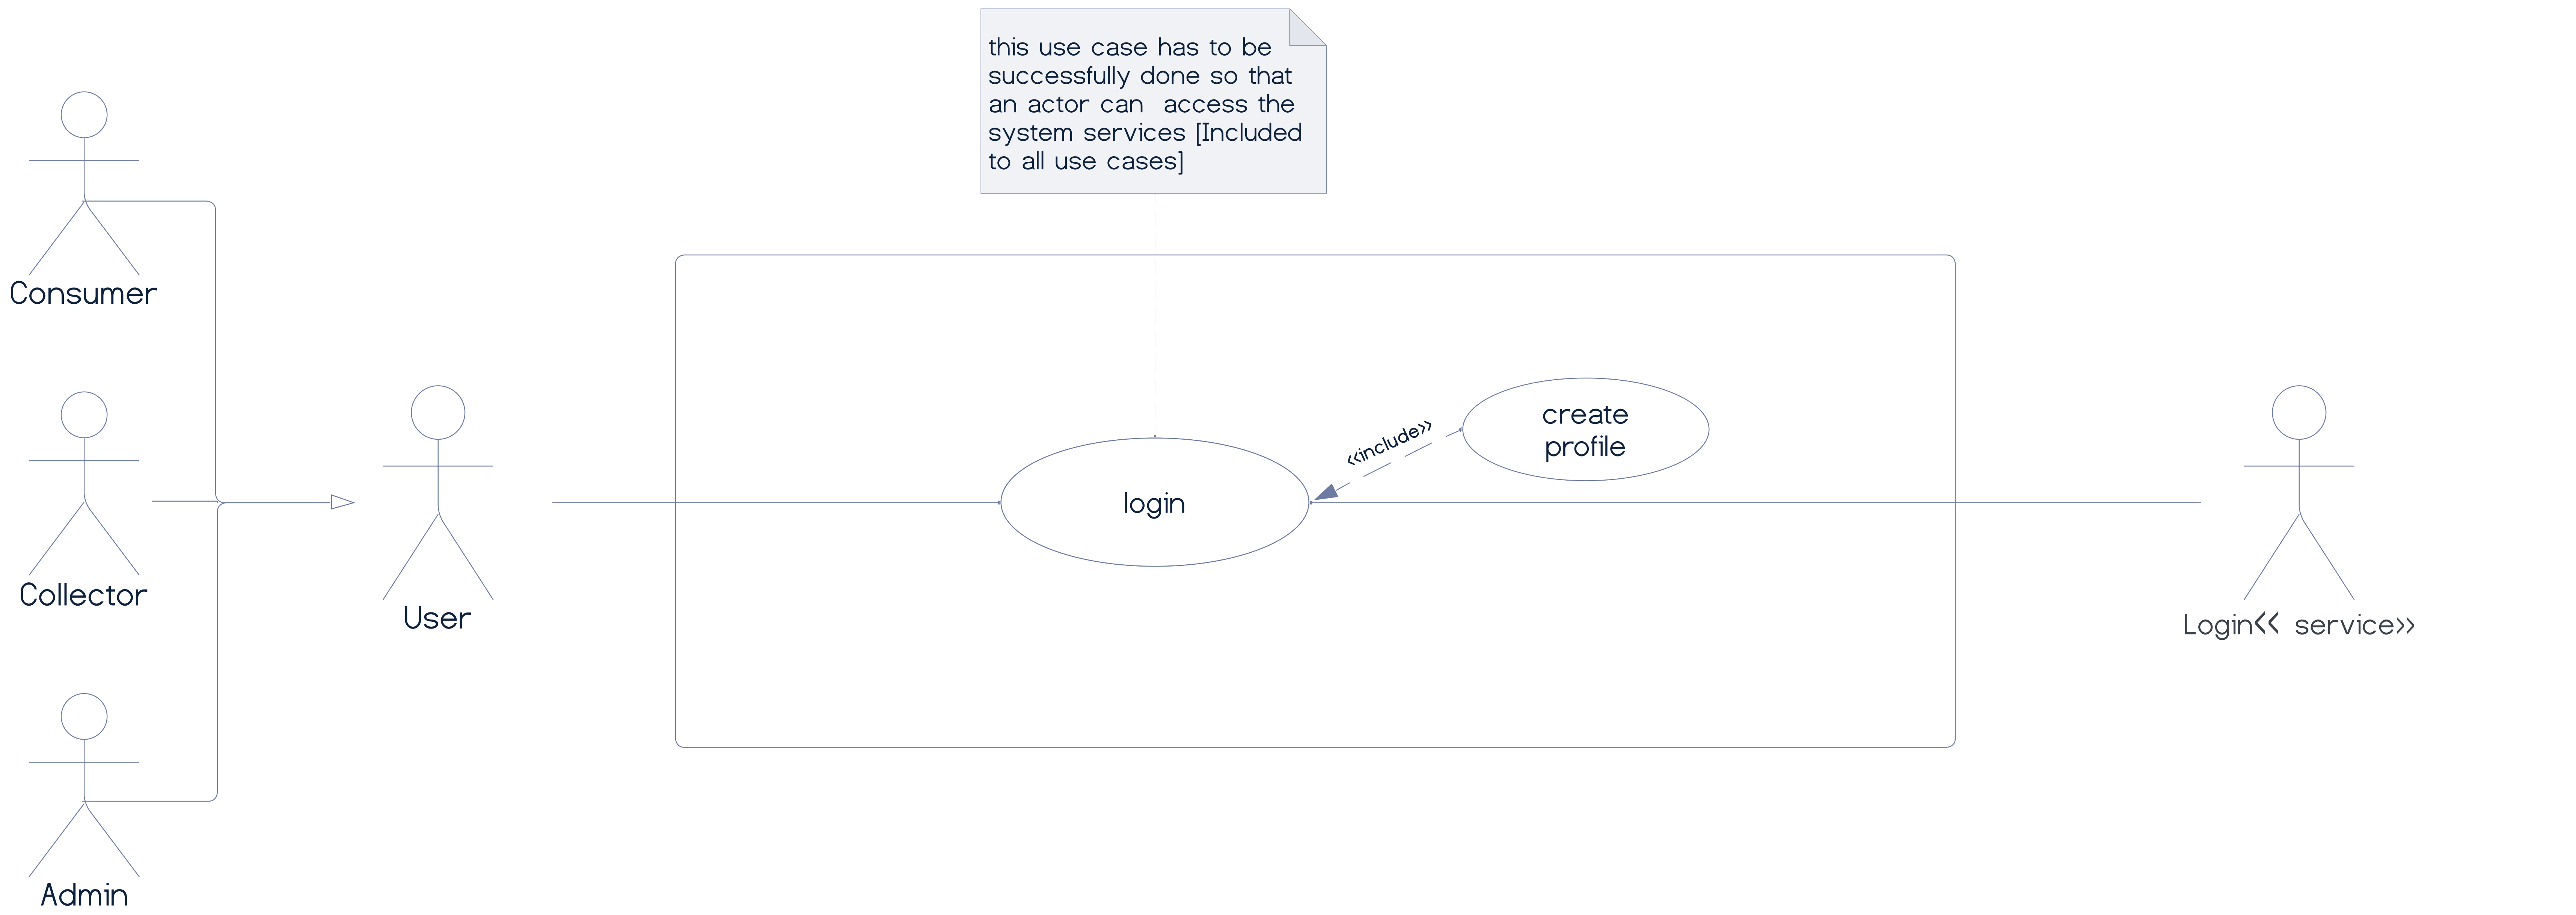 this use case has to be
successfully done so that
an actor can  access the
system services [Included
to all use cases]
Consumer
create
profile
<<include>>
login
Collector
User
Login<< service>>
Admin